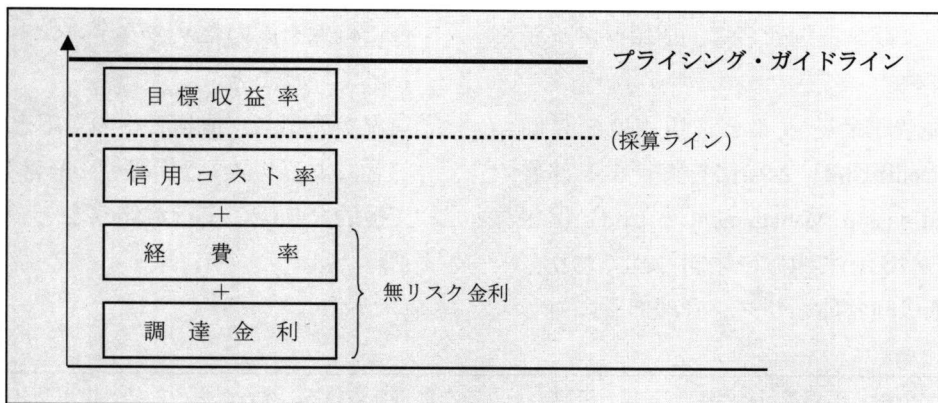 プライシング・ガイドライン
目標収益率
(採算ライン)
信用コスト率
+
経費率
+
無リスク金利
調達金利